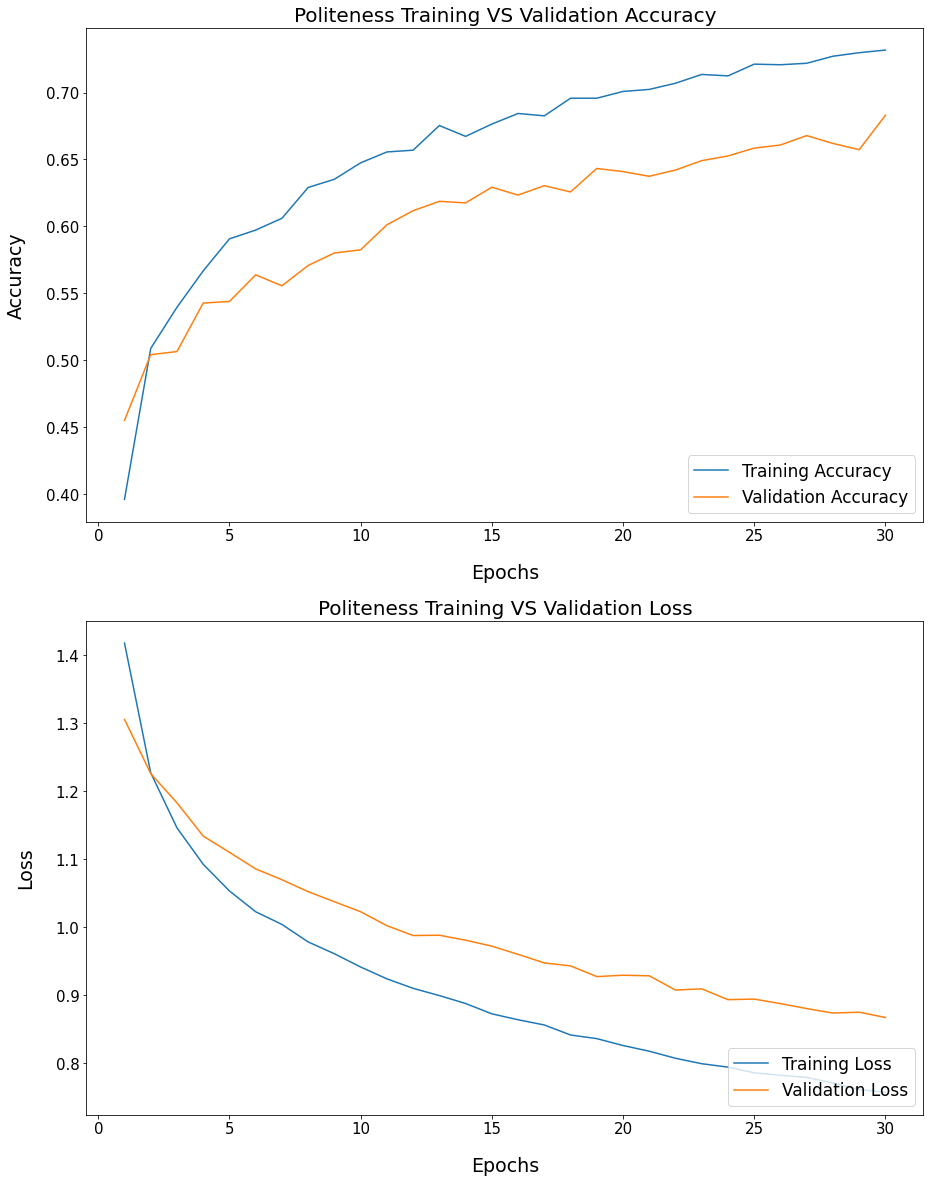 Politeness Training VS Validation Accuracy
0.70
0.65
0.60
0.55
0.50
0.45
0.40
Accuracy
Training Accuracy
Validation Accuracy
0 5 10 15 20 25 30
Epochs
Politeness Training VS Validation Loss
1.4
1.3
1.2
1.1
1.0
0.9
0.8
Loss
Training Loss
Validation Loss
0 5 10 15 20 25 30
Epochs